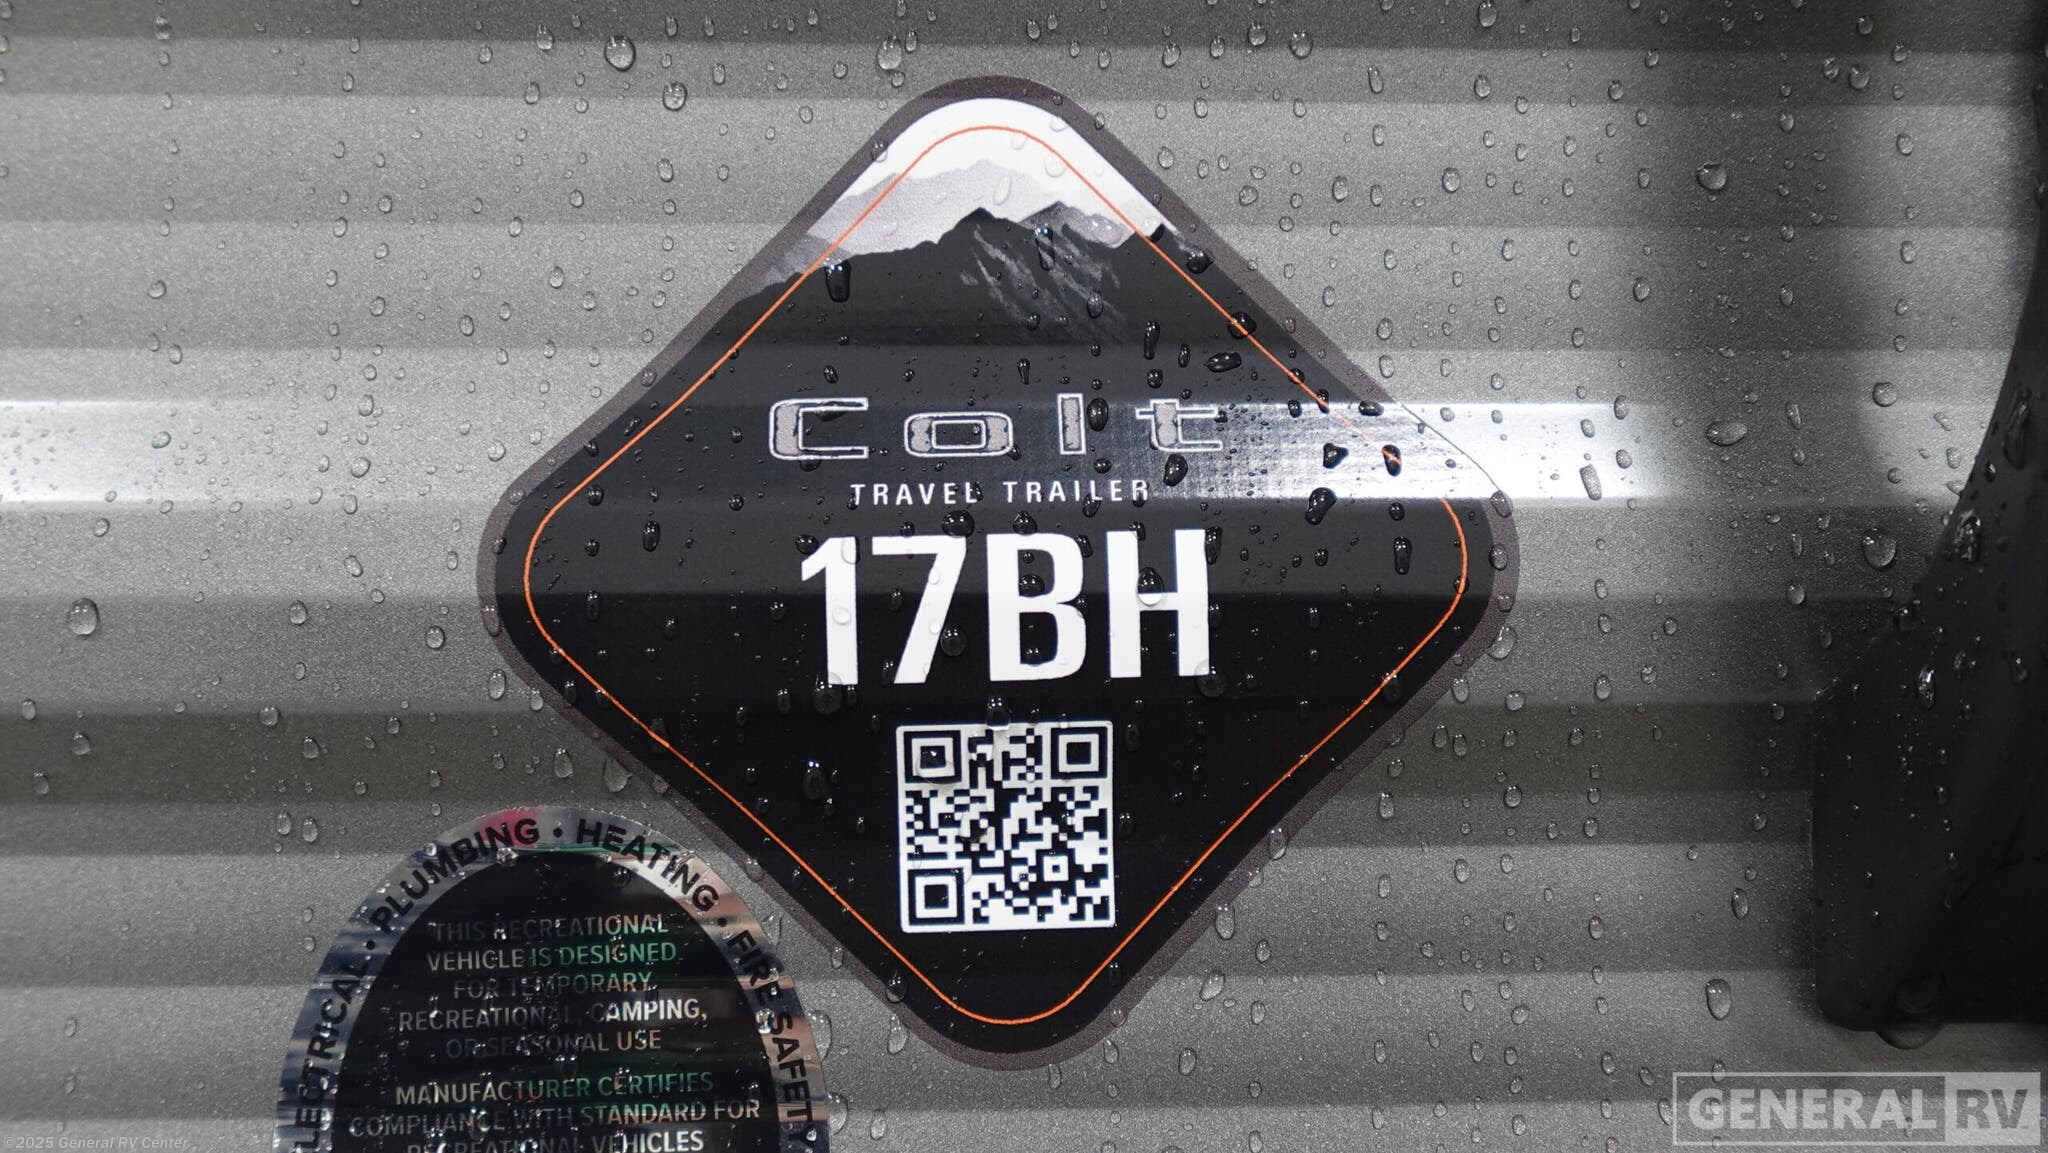 Colt
TRAVEL TRAILER
17BH
PLUMBING • HEATING • FIRE SAFETY
ELECTRICAL •
THIS RECREATIONAL
VEHICLE IS DESIGNED
FOR TEMPORARY
RECREATIONAL, CAMPING,
OR SEASONAL USE
MANUFACTURER CERTIFIES
COMPLIANCE WITH STANDARD FOR
RECREATIONAL VEHICLES
©2025 General RV Center
GENERAL RV